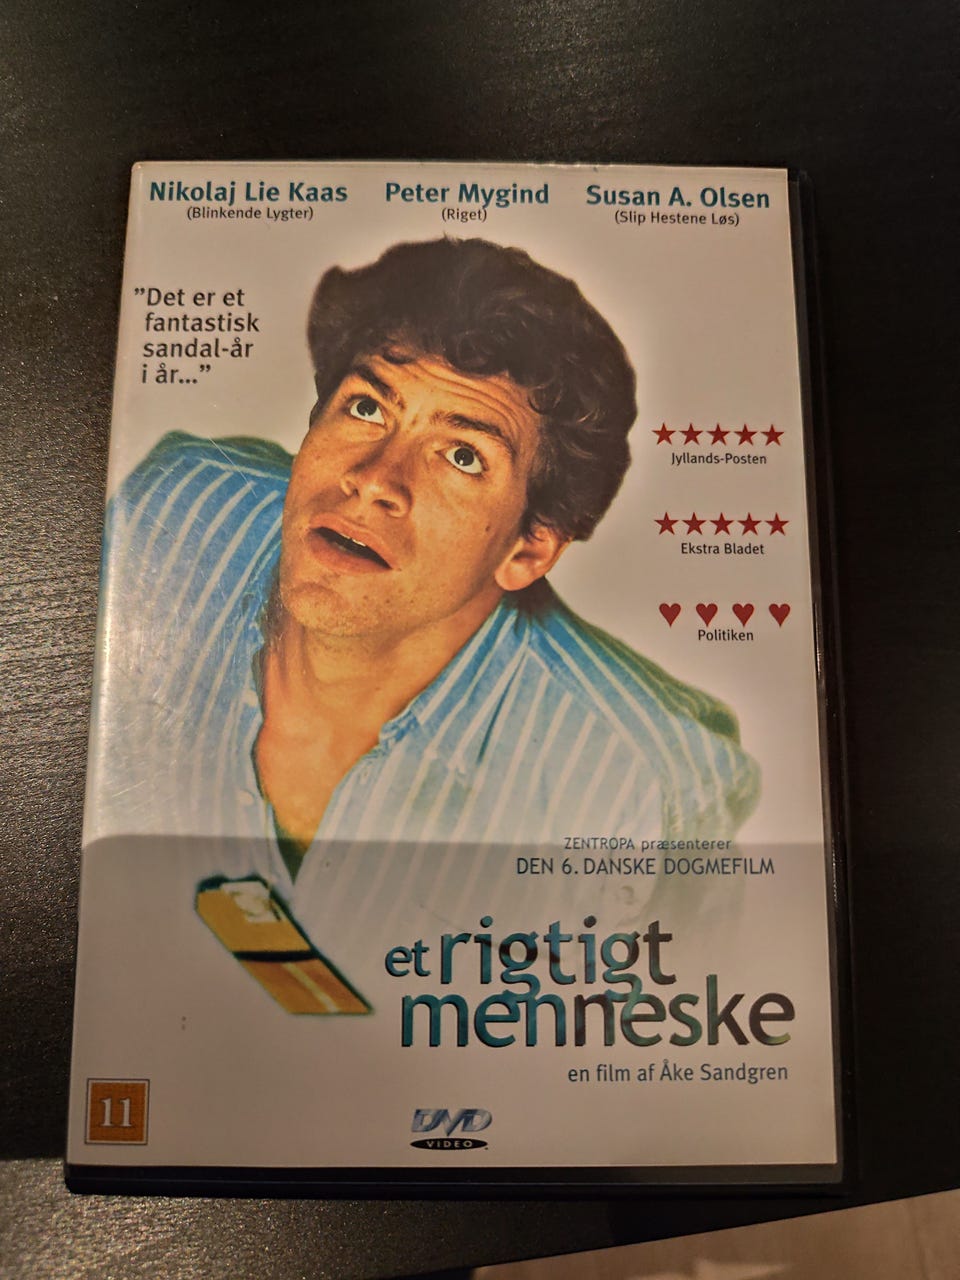 Nikolaj Lie Kaas
(Blinkende Lygter)
Peter Mygind
(Riget)
Susan A. Olsen
(Slip Hestene Løs)
"Det er et
fantastisk
sandal-år
i år..."
Jyllands-Posten
Ekstra Bladet
Politiken
ZENTROPA præsenterer
DEN 6. DANSKE DOGMEFILM
et rigtigt
menneske
en film af Åke Sandgren
11
DVD
VIDEO